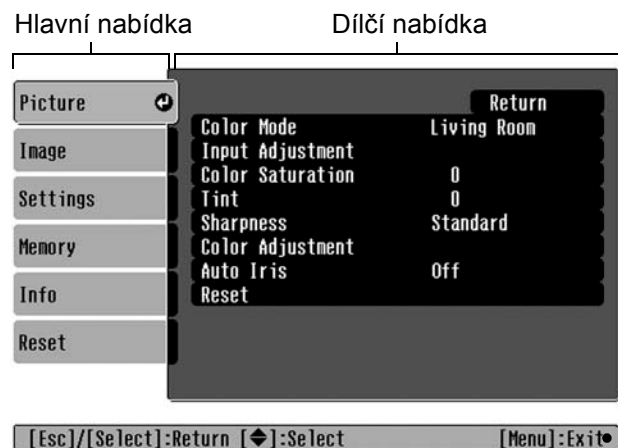 Hlavní nabídka
Dílčí nabídka
Picture
Image
Settings
Memory
Info
Reset
Return
Color Mode Living Room
Input Adjustment
Color Saturation 0
Tint 0
Sharpness Standard
Color Adjustment
Auto Iris Off
Reset
[Esc]/[Select]:Return [◆]:Select [Menu]:Exit